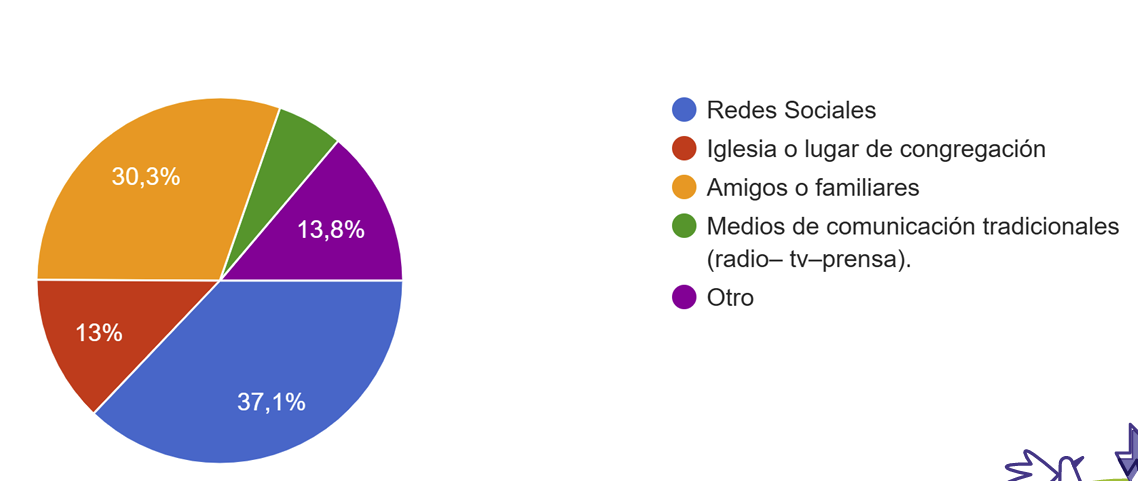 Redes Sociales
Iglesia o lugar de congregación
Amigos o familiares
Medios de comunicación tradicionales
(radio– tv–prensa).
Otro
30,3%
13,8%
13%
37,1%